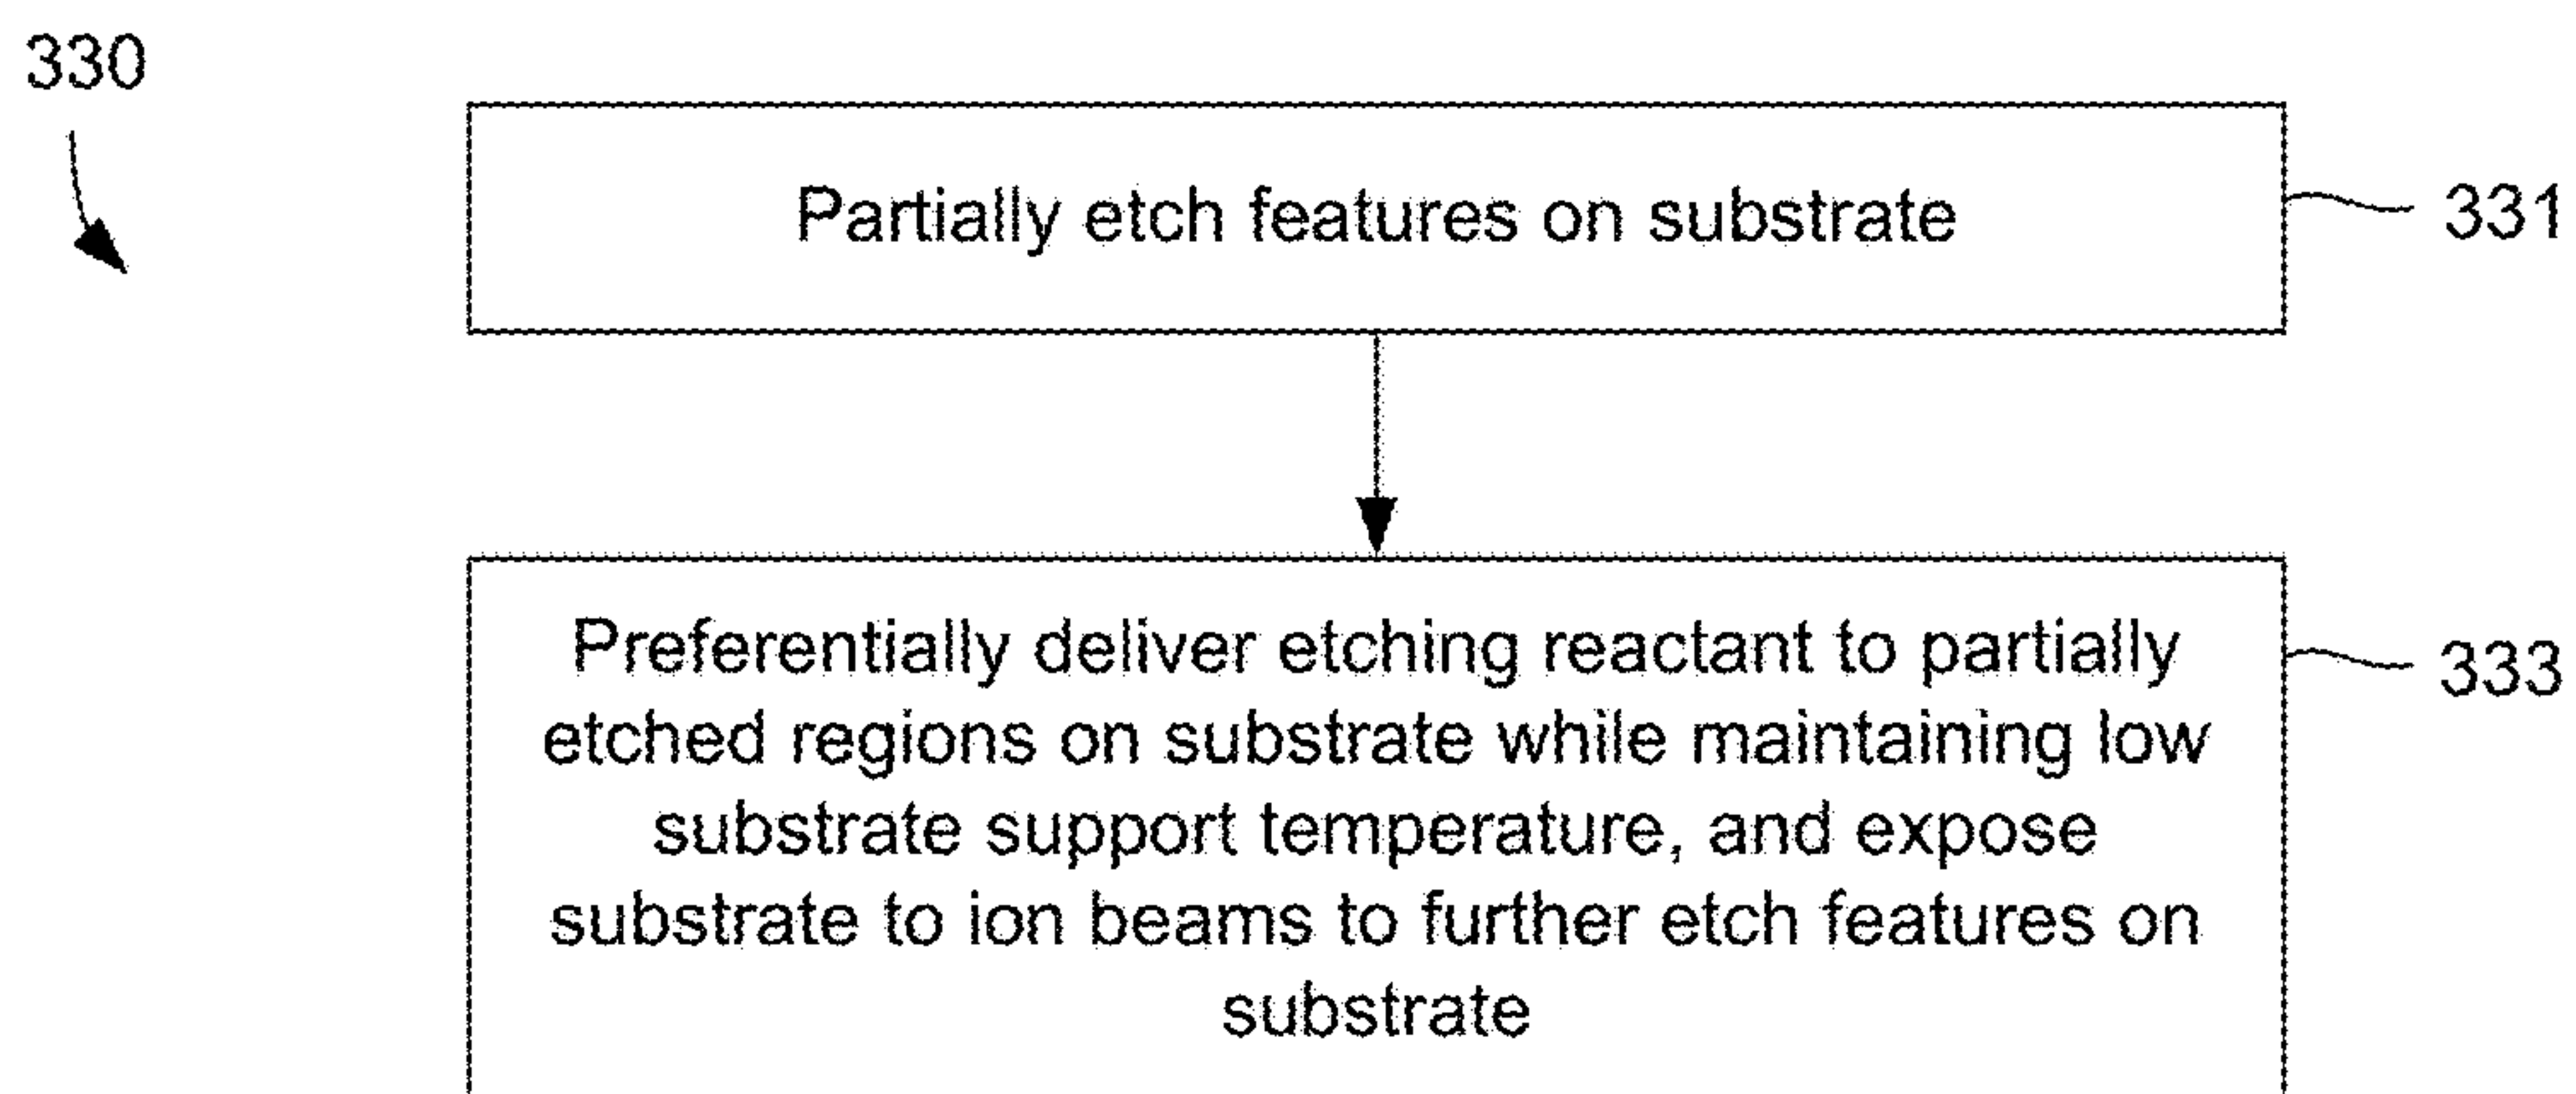 330
Partially etch features on substrate
331
Preferentially deliver etching reactant to partially
etched regions on substrate while maintaining low
substrate support temperature, and expose
substrate to ion beams to further etch features on
substrate
333